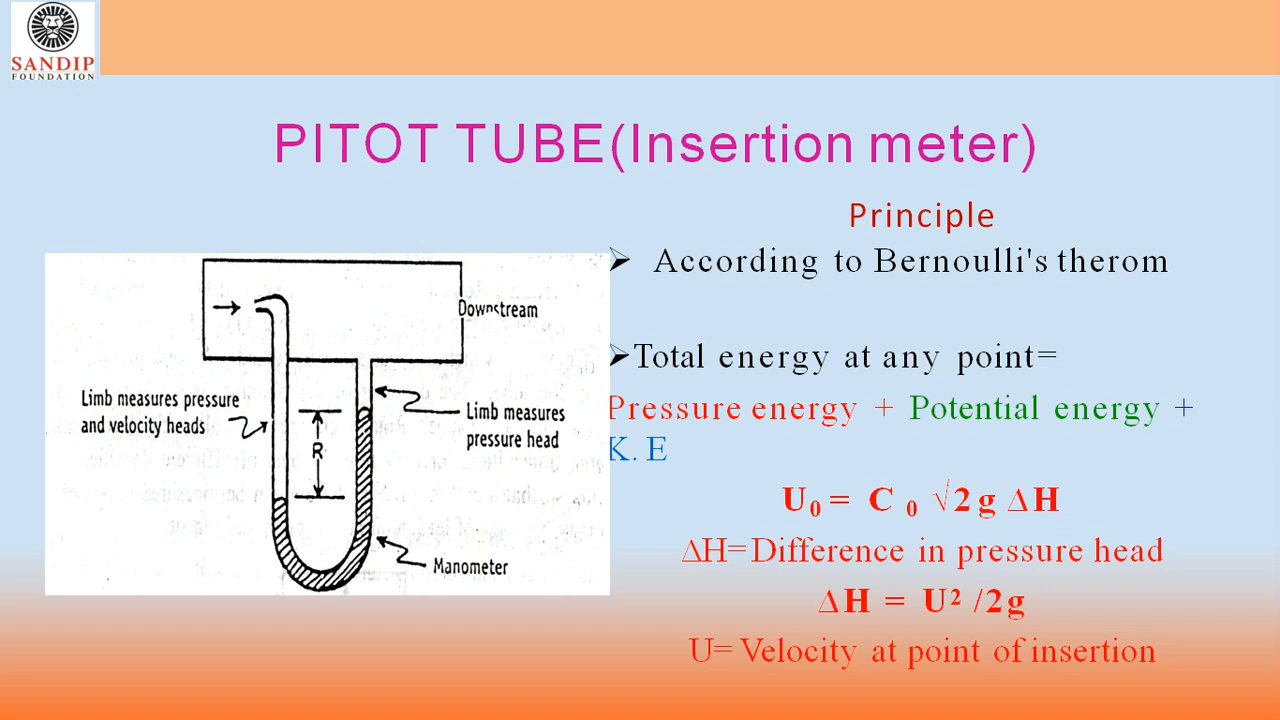 SANDIP
FOUNDATION
PITOT TUBE(Insertion meter)
Principle
➢ According to Bernoulli's therom
➢Total energy at any point=
Pressure energy + Potential energy +
K. E
U₀ = C ₀ √2 g ΔH
ΔH= Difference in pressure head
ΔH = U² /2g
U= Velocity at point of insertion
Downstream
Limb measures pressure
and velocity heads
Limb measures
pressure head
R
Manometer